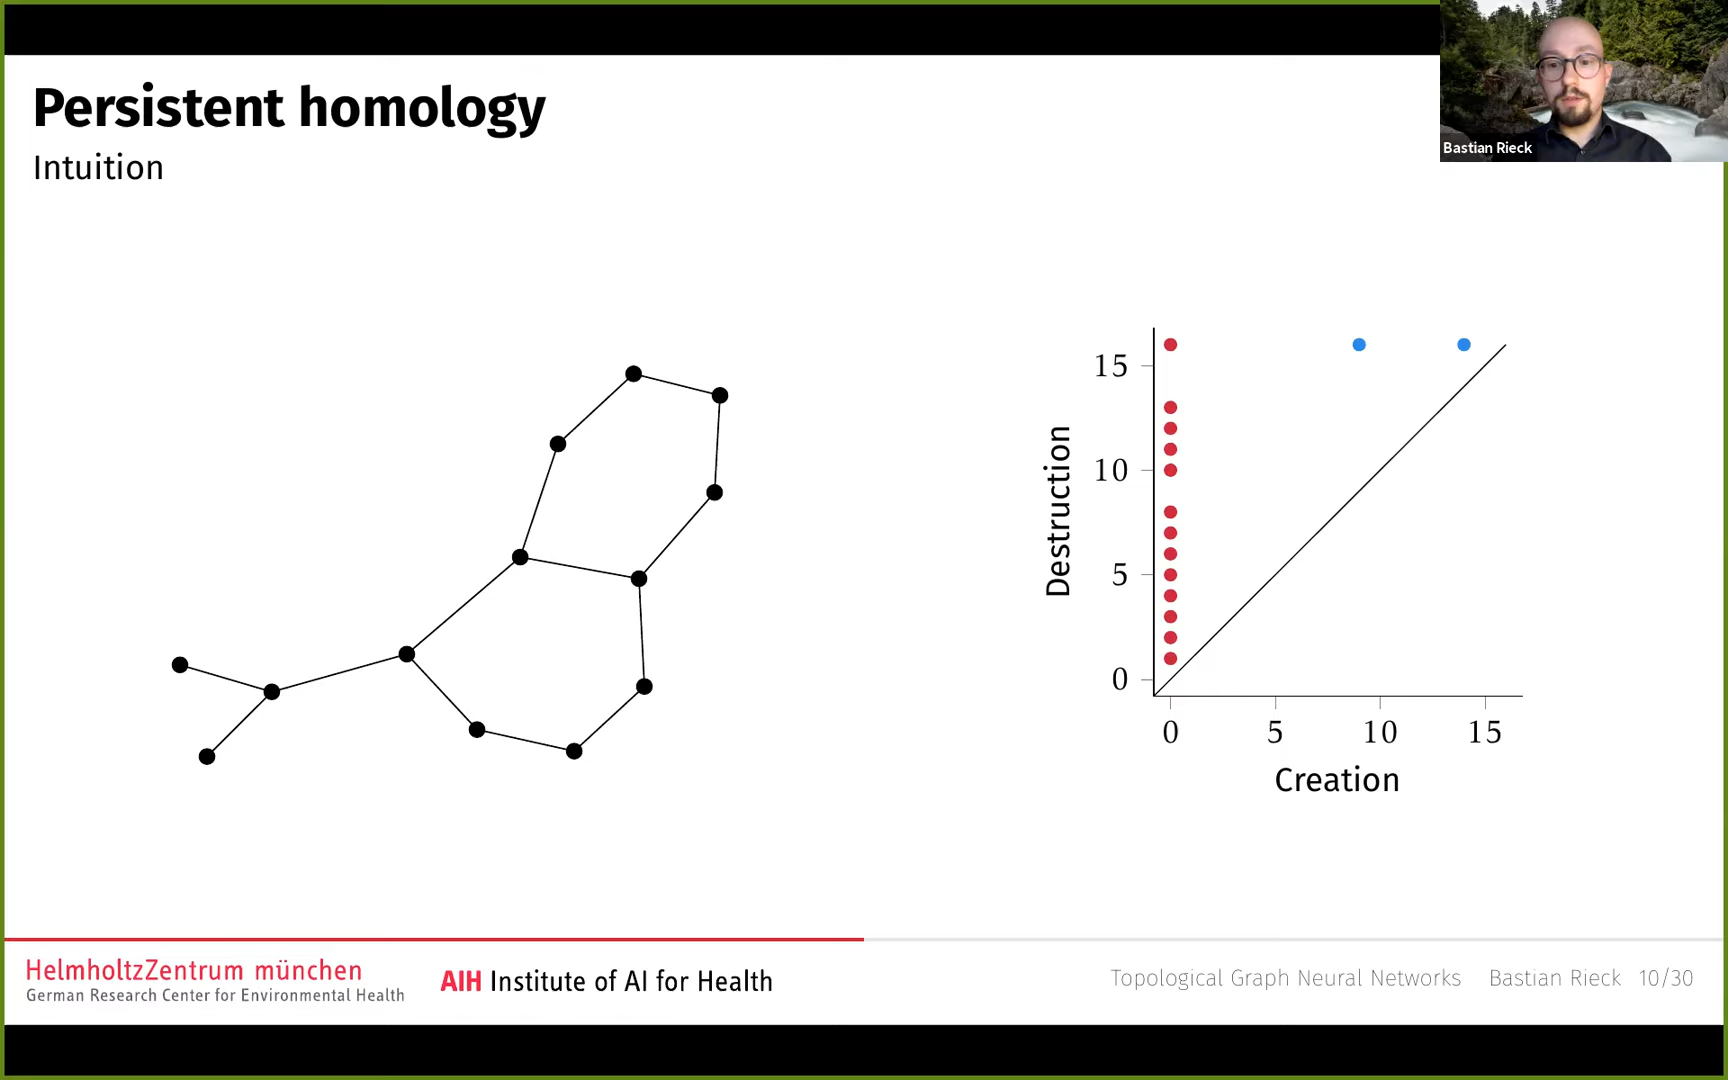 Persistent homology
Intuition
Bastian Rieck
15
10
5
0
Destruction
0 5 10 15
Creation
HelmholtzZentrum münchen
German Research Center for Environmental Health
AIH Institute of AI for Health
Topological Graph Neural Networks Bastian Rieck 10/30